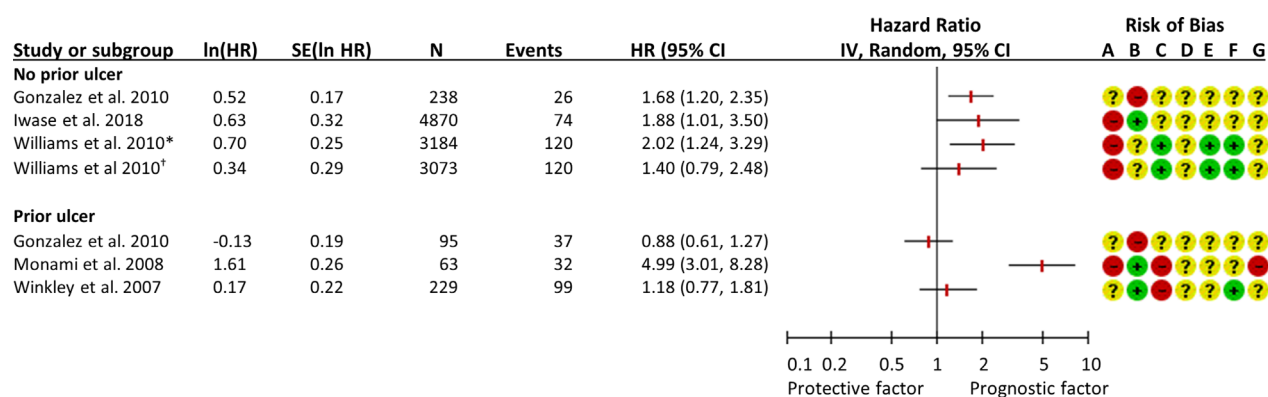 Hazard Ratio Risk of Bias
Study or subgroup ln(HR) SE(ln HR) N Events HR (95% CI IV, Random, 95% CI A B C D E F G
No prior ulcer
Gonzalez et al. 2010 0.52 0.17 238 26 1.68 (1.20, 2.35) ? - ? ? ? ? ?
Iwase et al. 2018 0.63 0.32 4870 74 1.88 (1.01, 3.50) - + ? ? ? ? ?
Williams et al. 2010* 0.70 0.25 3184 120 2.02 (1.24, 3.29) - ? + ? + + ?
Williams et al 2010† 0.34 0.29 3073 120 1.40 (0.79, 2.48) - ? + ? + + ?
Prior ulcer
Gonzalez et al. 2010 -0.13 0.19 95 37 0.88 (0.61, 1.27) ? - ? ? ? ? ?
Monami et al. 2008 1.61 0.26 63 32 4.99 (3.01, 8.28) - + - ? ? ? -
Winkley et al. 2007 0.17 0.22 229 99 1.18 (0.77, 1.81) ? + - ? ? + ?
0.1 0.2 0.5 1 2 5 10
Protective factor Prognostic factor